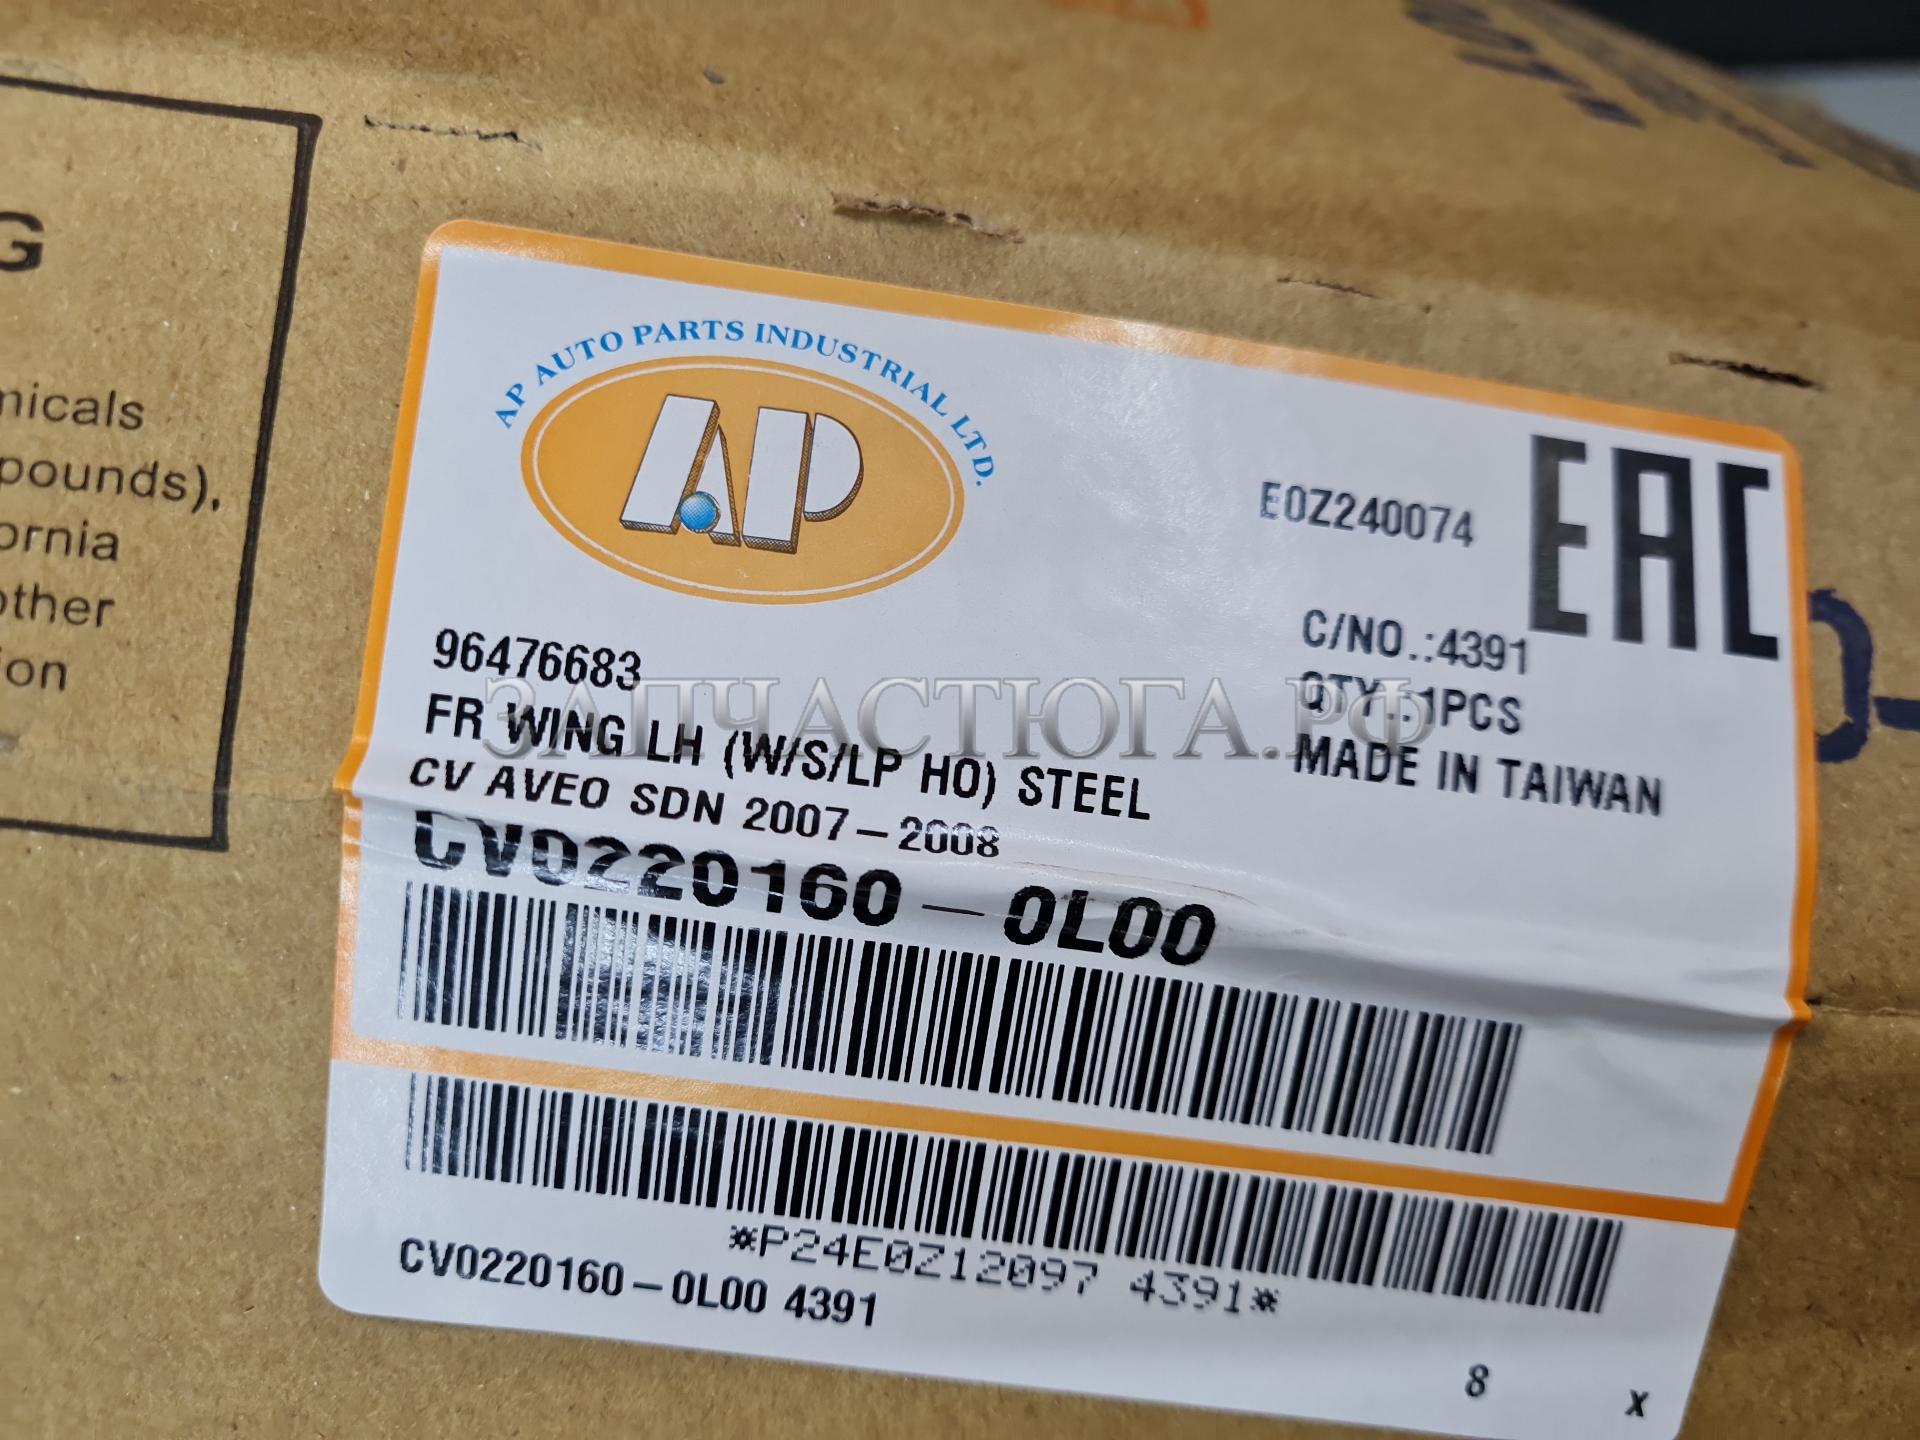 G
micals
pounds),
ornia
other
ion
AP AUTO PARTS INDUSTRIAL LTD.
AP
E0Z240074
EAC
96476683
FR WING LH (W/S/LP HO) STEEL
CV AVEO SDN 2007-2008
C/NO.:4391
QTY.:1PCS
MADE IN TAIWAN
ЗАПЧАСТЮГА.РФ
CV0220160-0L00
*P24E0Z12097 4391*
CV0220160-0L00 4391
8 x